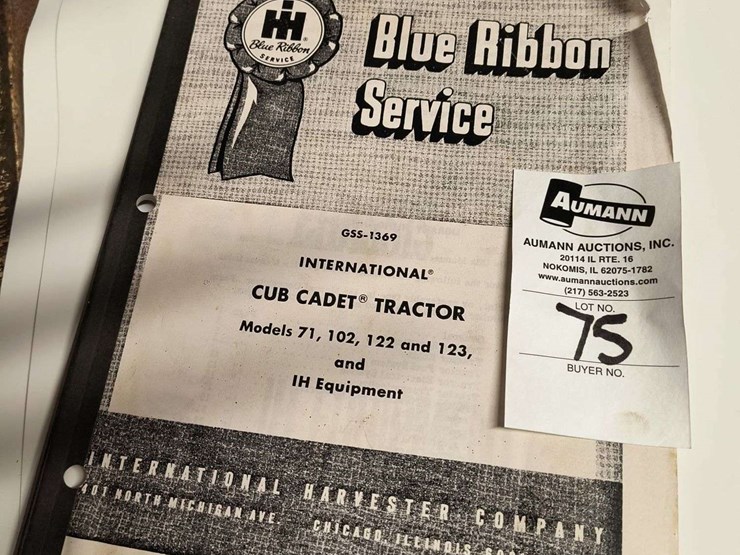 IH
Blue Ribbon
SERVICE
Blue Ribbon
Service
GSS-1369
INTERNATIONAL®
CUB CADET® TRACTOR
Models 71, 102, 122 and 123,
and
IH Equipment
INTERNATIONAL HARVESTER COMPANY
401 NORTH MICHIGAN AVE. CHICAGO, ILLINOIS
AUMANN
AUMANN AUCTIONS, INC.
20114 IL RTE. 16
NOKOMIS, IL 62075-1782
www.aumannauctions.com
(217) 563-2523
LOT NO.
75
BUYER NO.